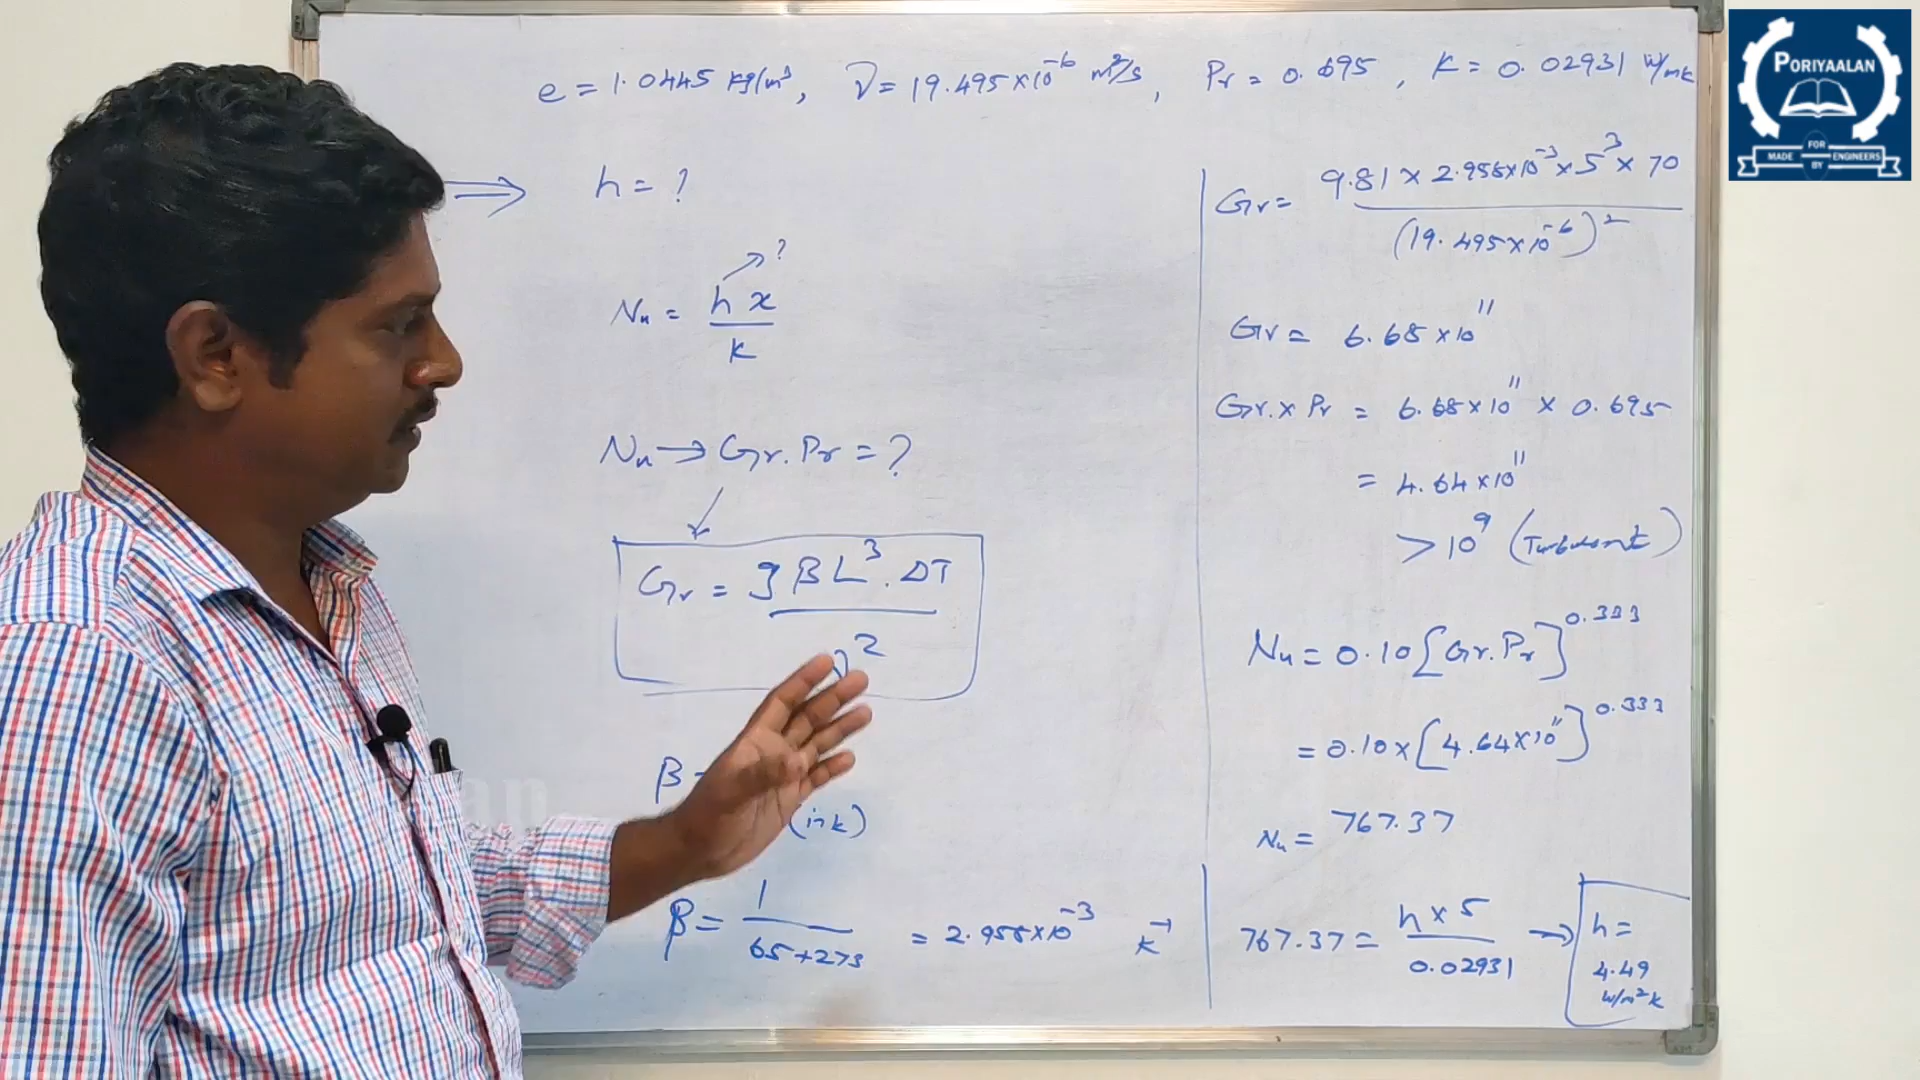 e = 1.0445 kg/m³, ν = 19.495×10⁻⁶ m²/s, Pr = 0.695, K = 0.02931 W/mK
⇒ h = ?
?
Nu = h x / k
Nu → Gr.Pr = ?
Gr = g β L³. ΔT / ν²
β =
(in k)
β = 1 / 65+273 = 2.958×10⁻³ K⁻¹
Gr = 9.81 × 2.958×10⁻³ × 5³ × 70 / (19.495×10⁻⁶)²
Gr = 6.68×10¹¹
Gr.× Pr = 6.68×10¹¹ × 0.695
= 4.64×10¹¹
> 10⁹ (Turbulent)
Nu = 0.10 [Gr.Pr]^0.333
= 0.10× [4.64×10¹¹]^0.333
Nu = 767.37
767.37 = h × 5 / 0.02931 → h =
4.49
W/m²K
PORIYAALAN
MADE FOR BY ENGINEERS